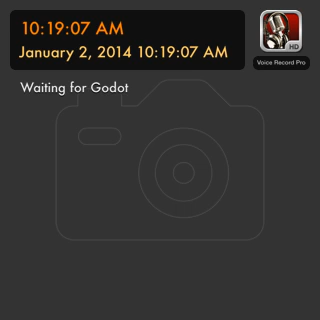 10:19:07 AM
January 2, 2014 10:19:07 AM
HD
Voice Record Pro
Waiting for Godot